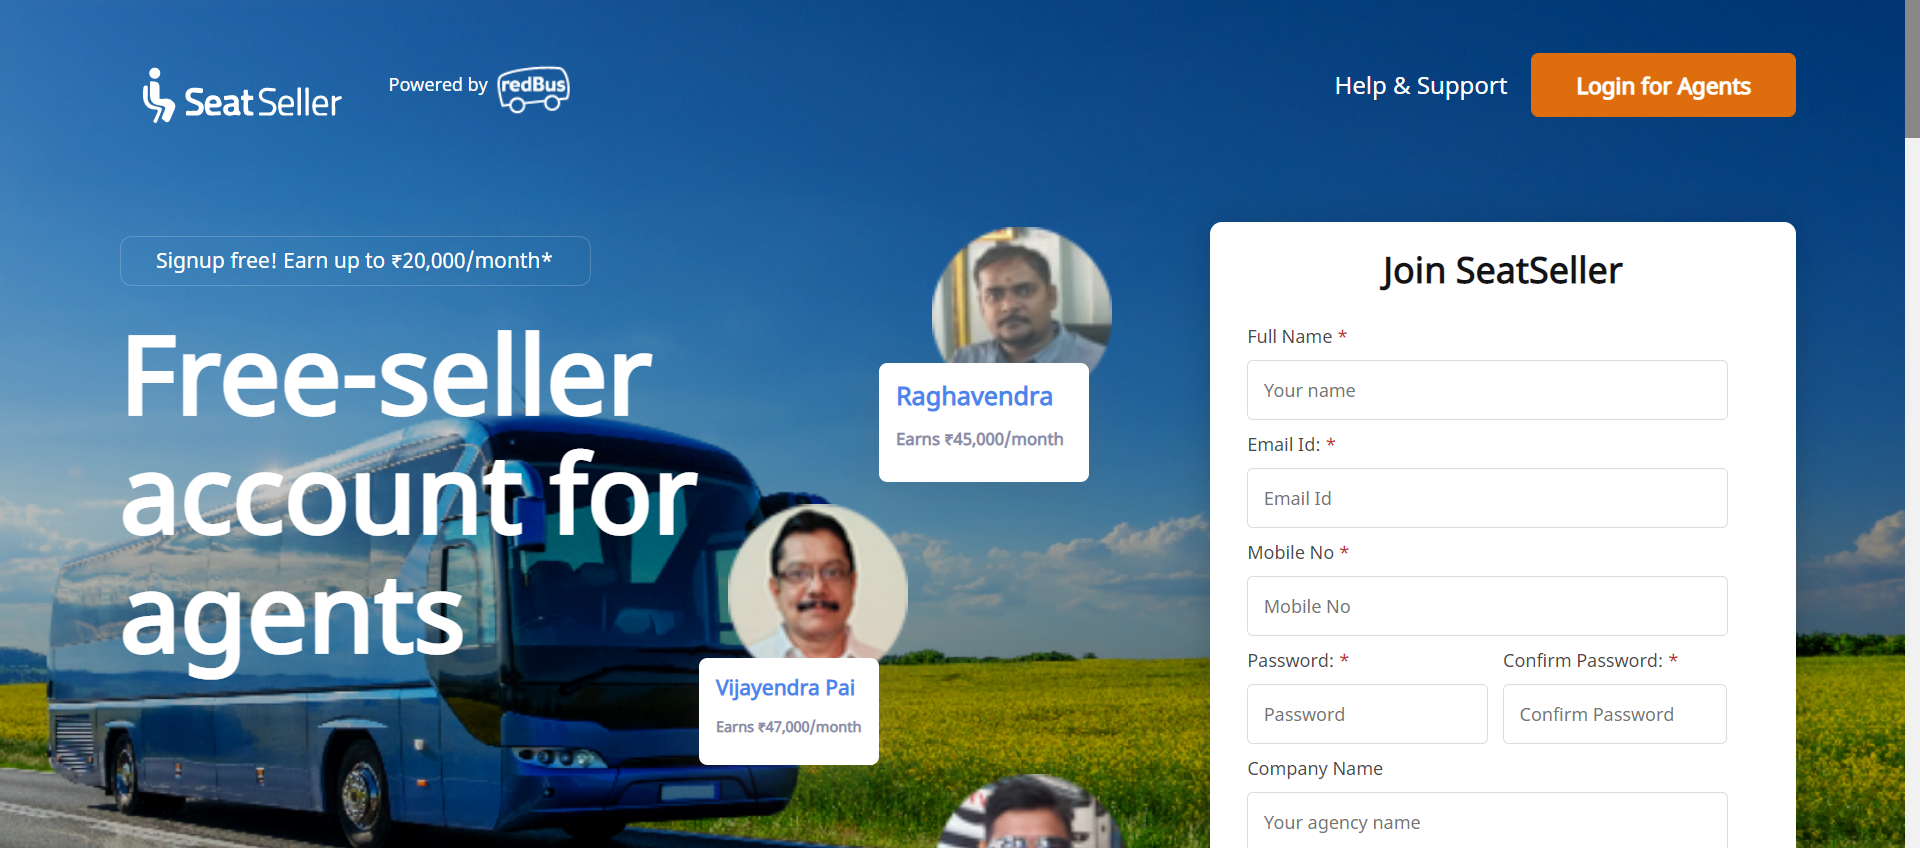 SeatSeller
Powered by redBus
Help & Support
Login for Agents
Signup free! Earn up to ₹20,000/month*
Free-seller
account for
agents
Raghavendra
Earns ₹45,000/month
Vijayendra Pai
Earns ₹47,000/month
Join SeatSeller
Full Name *
Your name
Email Id: *
Email Id
Mobile No *
Mobile No
Password: * Confirm Password: *
Password Confirm Password
Company Name
Your agency name